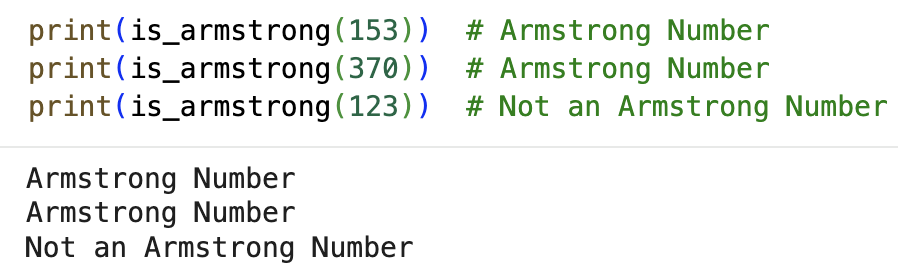 print(is_armstrong(153))  # Armstrong Number
print(is_armstrong(370))  # Armstrong Number
print(is_armstrong(123))  # Not an Armstrong Number
Armstrong Number
Armstrong Number
Not an Armstrong Number